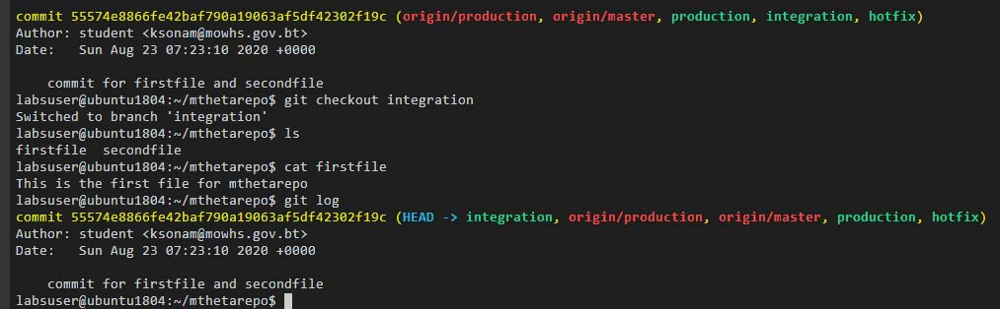 commit 55574e8866fe42baf790a19063af5df42302f19c (origin/production, origin/master, production, integration, hotfix)
Author: student <ksonam@mowhs.gov.bt>
Date:   Sun Aug 23 07:23:10 2020 +0000
    commit for firstfile and secondfile
labsuser@ubuntu1804:~/mthetarepo$ git checkout integration
Switched to branch 'integration'
labsuser@ubuntu1804:~/mthetarepo$ ls
firstfile  secondfile
labsuser@ubuntu1804:~/mthetarepo$ cat firstfile
This is the first file for mthetarepo
labsuser@ubuntu1804:~/mthetarepo$ git log
commit 55574e8866fe42baf790a19063af5df42302f19c (HEAD -> integration, origin/production, origin/master, production, hotfix)
Author: student <ksonam@mowhs.gov.bt>
Date:   Sun Aug 23 07:23:10 2020 +0000
    commit for firstfile and secondfile
labsuser@ubuntu1804:~/mthetarepo$